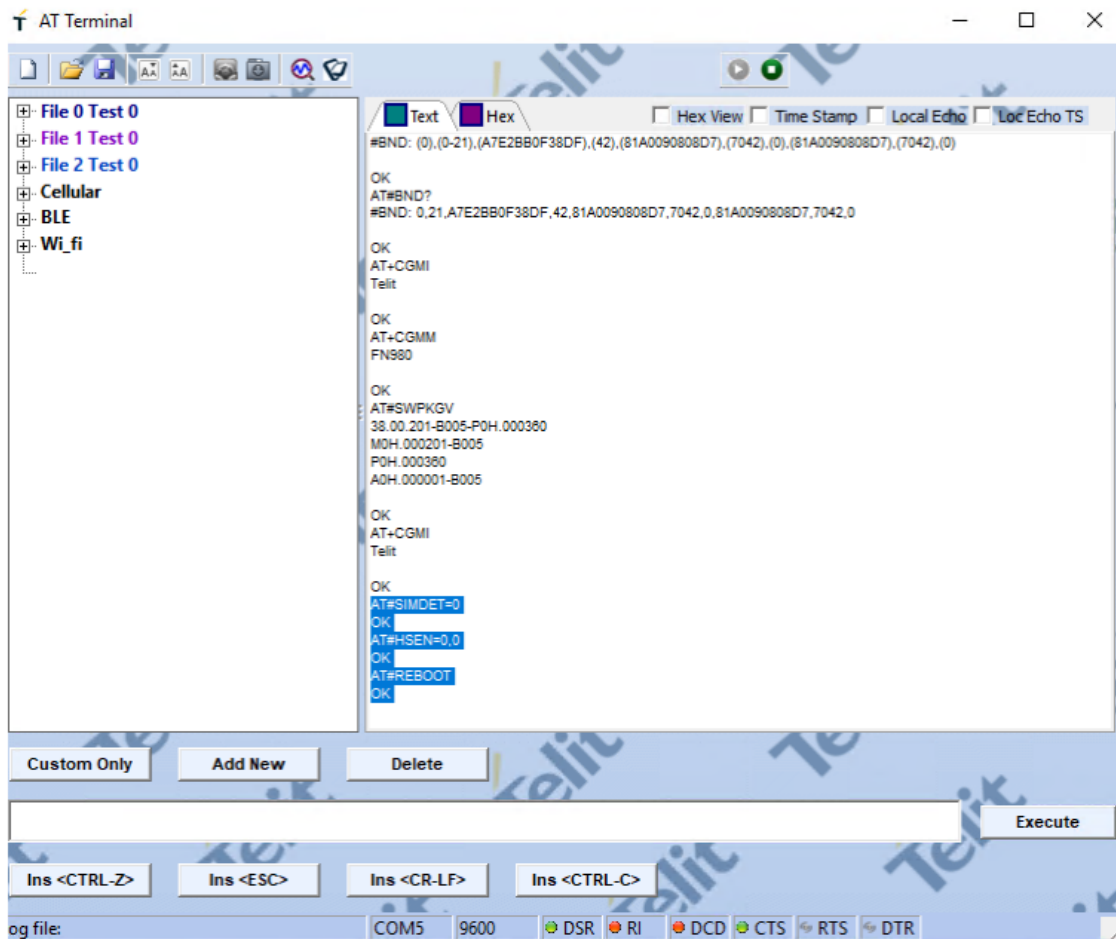 AT Terminal
File 0 Test 0
File 1 Test 0
File 2 Test 0
Cellular
BLE
Wi_fi
Text Hex Hex View Time Stamp Local Echo Loc Echo TS
#BND: (0),(0-21),(A7E2BB0F38DF),(42),(81A0090808D7),(7042),(0),(81A0090808D7),(7042),(0)
OK
AT#BND?
#BND: 0,21,A7E2BB0F38DF,42,81A0090808D7,7042,0,81A0090808D7,7042,0
OK
AT+CGMI
Telit
OK
AT+CGMM
FN980
OK
AT#SWPKGV
38.00.201-B005-P0H.000360
M0H.000201-B005
P0H.000360
A0H.000001-B005
OK
AT+CGMI
Telit
OK
AT#SIMDET=0
OK
AT#HSEN=0,0
OK
AT#REBOOT
OK
Custom Only Add New Delete
Execute
Ins <CTRL-Z> Ins <ESC> Ins <CR-LF> Ins <CTRL-C>
og file: COM5 9600 DSR RI DCD CTS RTS DTR
Telit